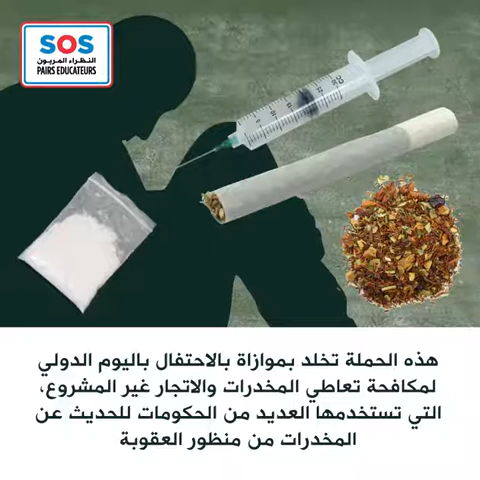 SOS
النظراء المربون
PAIRS EDUCATEURS
هذه الحملة تخلد بموازاة بالاحتفال باليوم الدولي
لمكافحة تعاطي المخدرات والاتجار غير المشروع،
التي تستخدمها العديد من الحكومات للحديث عن
المخدرات من منظور العقوبة